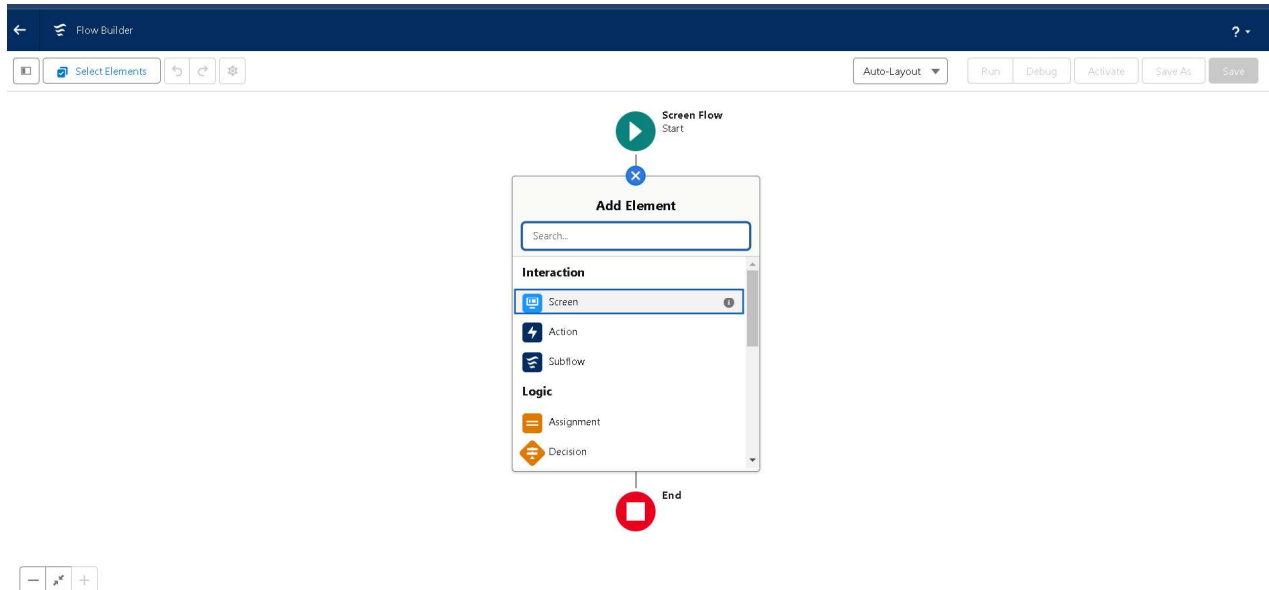 Flow Builder
?
Select Elements
Auto-Layout
Run
Debug
Activate
Save As
Save
Screen Flow
Start
Add Element
Search...
Interaction
Screen
Action
Subflow
Logic
Assignment
Decision
End